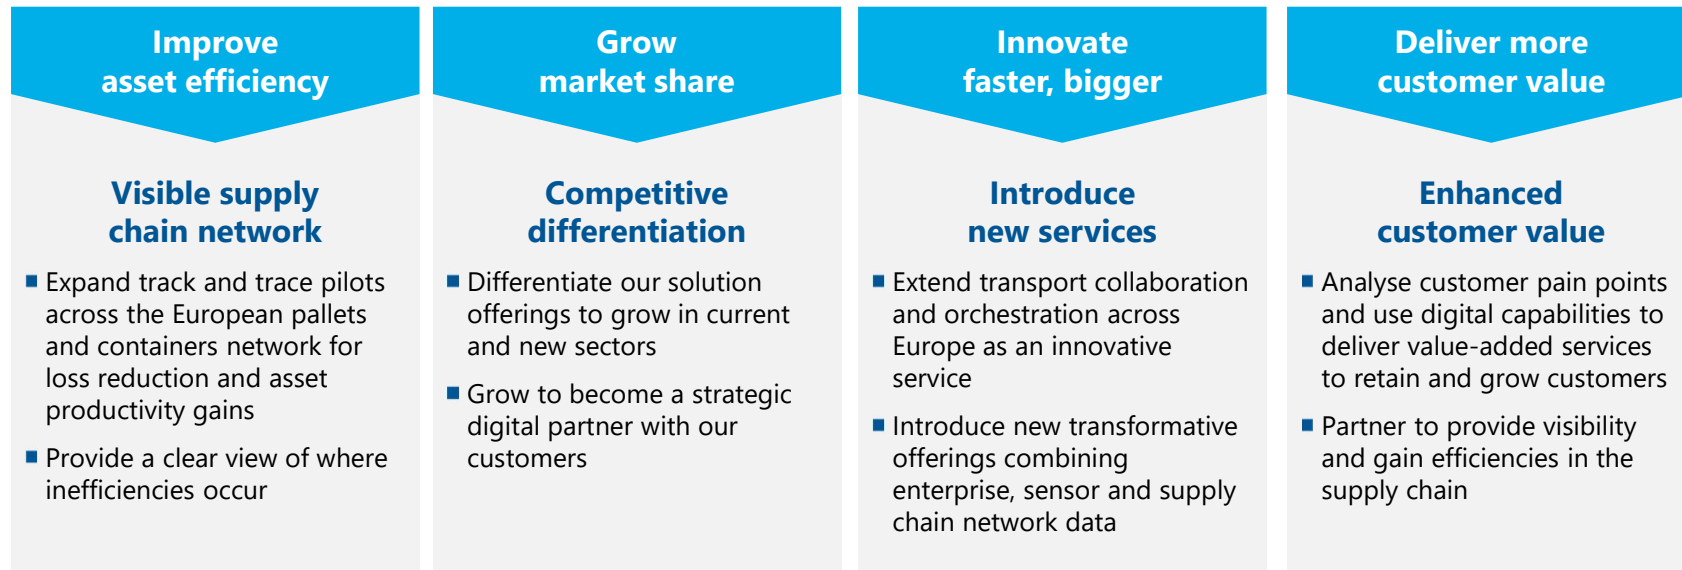 Improve
asset efficiency
Visible supply
chain network
Expand track and trace pilots
across the European pallets
and containers network for
loss reduction and asset
productivity gains
Provide a clear view of where
inefficiencies occur
Grow
market share
Competitive
differentiation
Differentiate our solution
offerings to grow in current
and new sectors
Grow to become a strategic
digital partner with our
customers
Innovate
faster, bigger
Introduce
new services
Extend transport collaboration
and orchestration across
Europe as an innovative
service
Introduce new transformative
offerings combining
enterprise, sensor and supply
chain network data
Deliver more
customer value
Enhanced
customer value
Analyse customer pain points
and use digital capabilities to
deliver value-added services
to retain and grow customers
Partner to provide visibility
and gain efficiencies in the
supply chain